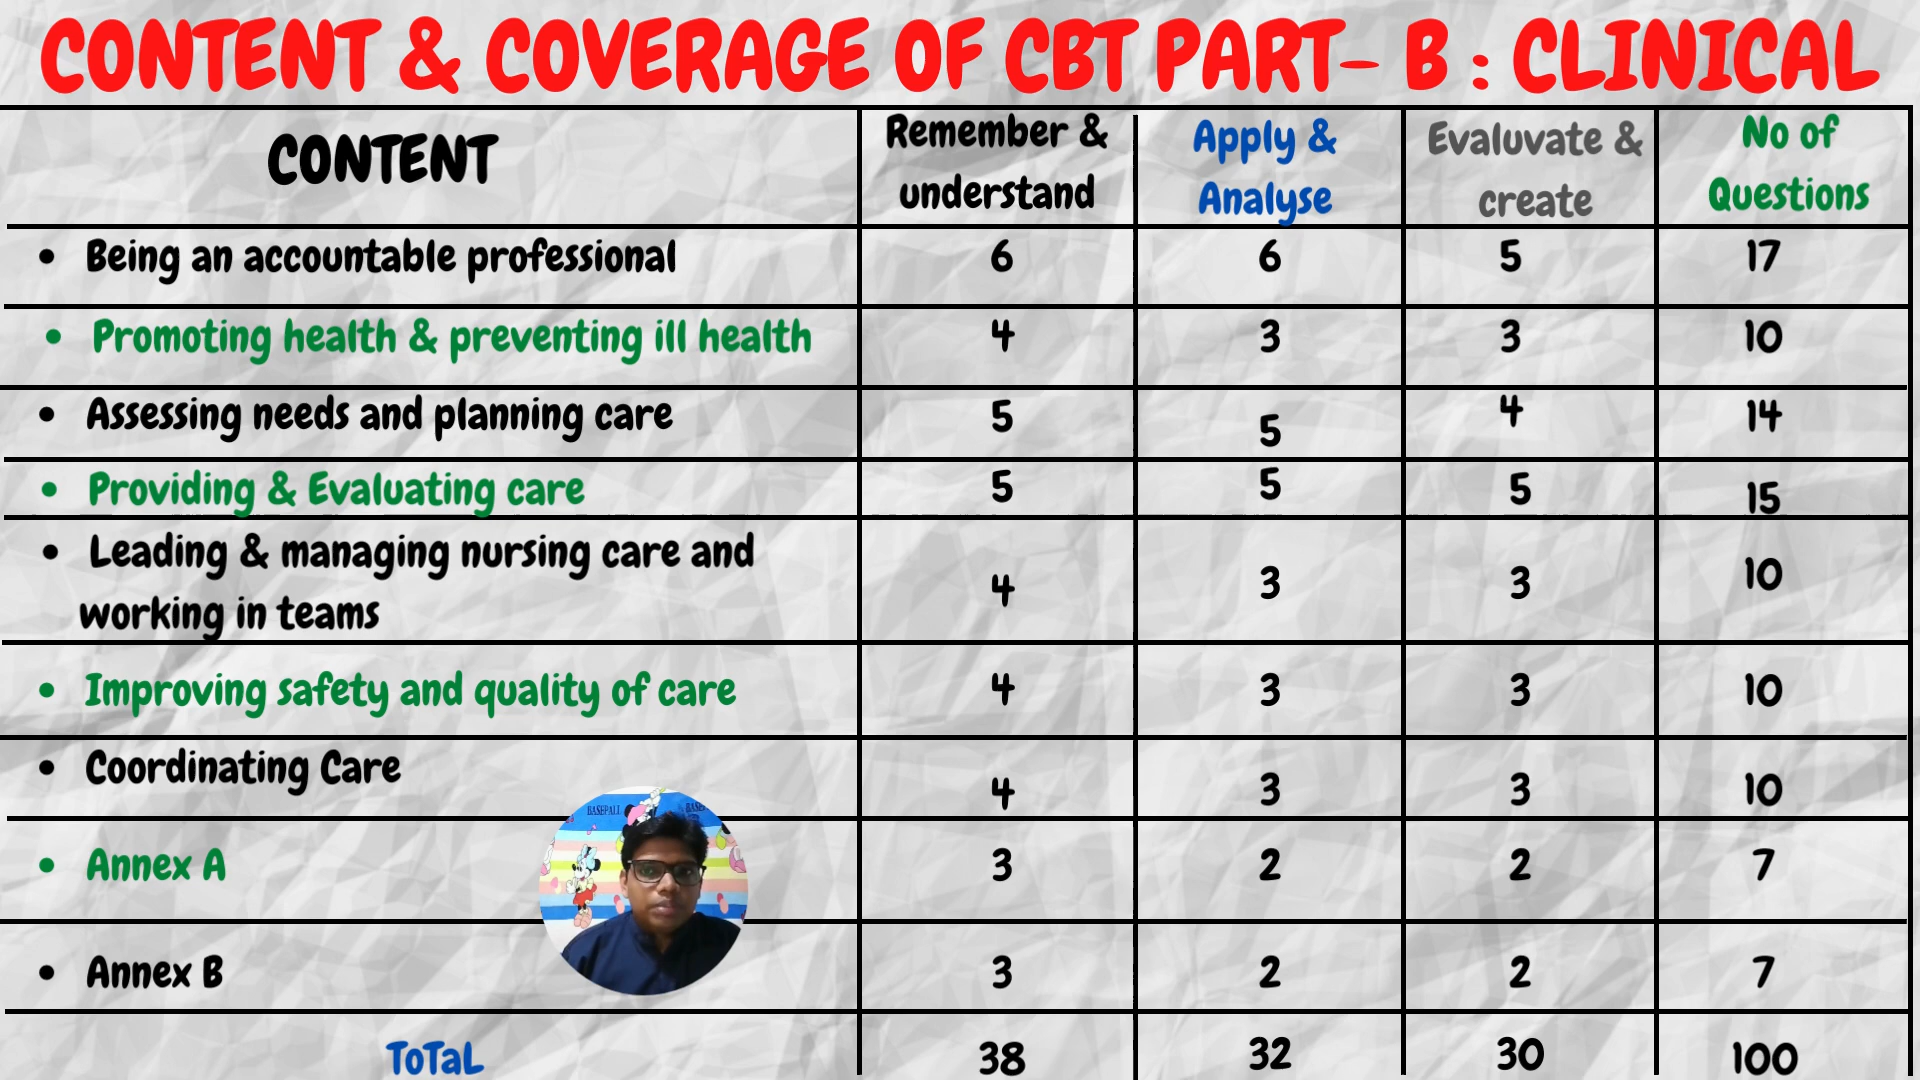 CONTENT & COVERAGE OF CBT PART- B : CLINICAL
CONTENT
Remember &
understand
Apply &
Analyse
Evaluvate &
create
No of
Questions
• Being an accountable professional 6 6 5 17
• Promoting health & preventing ill health 4 3 3 10
• Assessing needs and planning care 5 5 4 14
• Providing & Evaluating care 5 5 5 15
• Leading & managing nursing care and
working in teams 4 3 3 10
• Improving safety and quality of care 4 3 3 10
• Coordinating Care 4 3 3 10
BASEPALL BASE
• Annex A 3 2 2 7
• Annex B 3 2 2 7
ToTaL 38 32 30 100